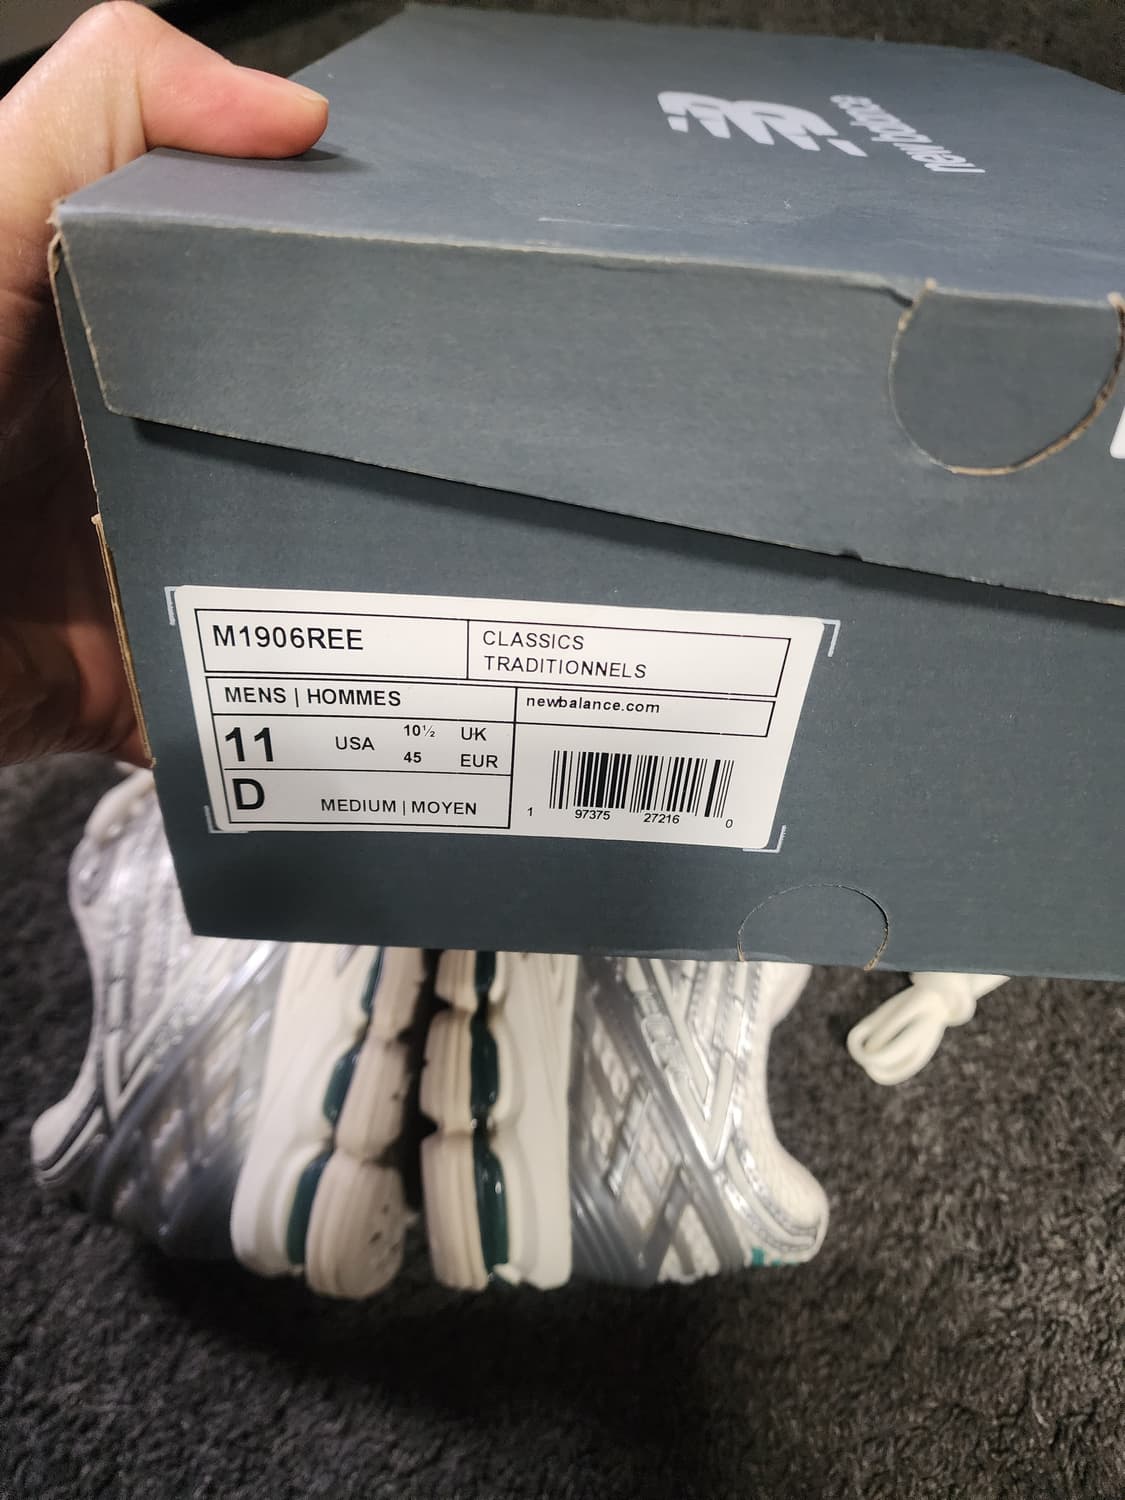 new balance
M1906REE
CLASSICS
TRADITIONNELS
MENS | HOMMES
newbalance.com
11 USA 10½ UK
45 EUR
D MEDIUM | MOYEN
1 97375 27216 0